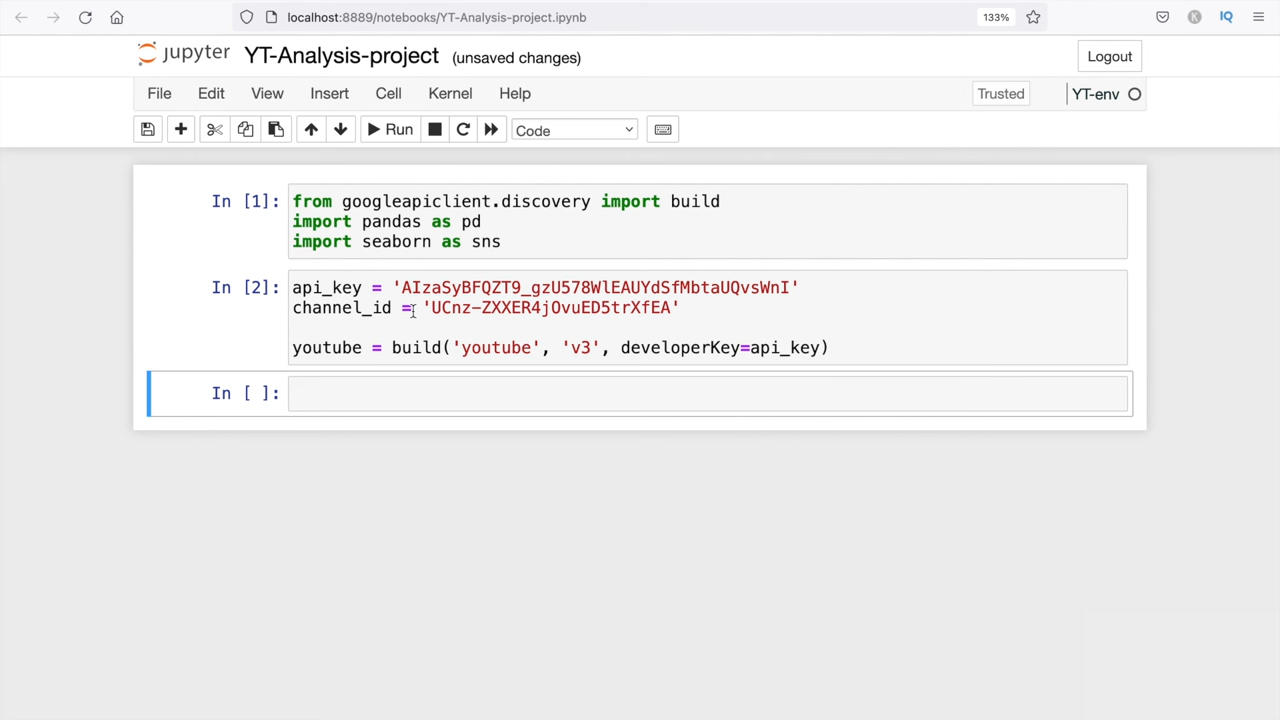 localhost:8889/notebooks/YT-Analysis-project.ipynb 133% K IQ
jupyter YT-Analysis-project (unsaved changes) Logout
File Edit View Insert Cell Kernel Help Trusted YT-env
Run Code
In [1]: from googleapiclient.discovery import build
import pandas as pd
import seaborn as sns
In [2]: api_key = 'AIzaSyBFQZT9_gzU578WlEAUYdSfMbtaUQvsWnI'
channel_id = 'UCnz-ZXXER4jOvuED5trXfEA'
youtube = build('youtube', 'v3', developerKey=api_key)
In [ ]: